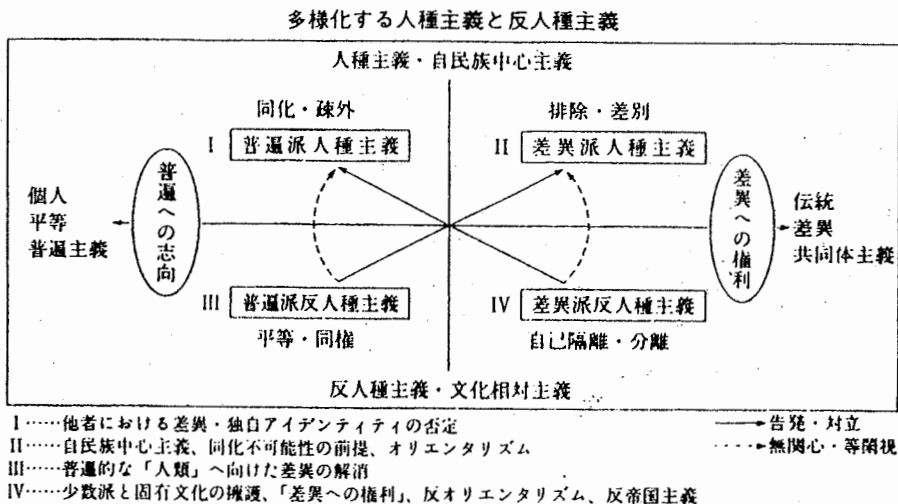 多様化する人種主義と反人種主義
人種主義・自民族中心主義
同化・疎外
排除・差別
I 普遍派人種主義
II 差異派人種主義
普遍への志向
差異への権利
個人
平等
普遍主義
伝統
差異
共同体主義
III 普遍派反人種主義
IV 差異派反人種主義
平等・同権
自己隔離・分離
反人種主義・文化相対主義
I……他者における差異・独自アイデンティティの否定
II……自民族中心主義、同化不可能性の前提、オリエンタリズム
III……普遍的な「人類」へ向けた差異の解消
IV……少数派と固有文化の擁護、「差異への権利」、反オリエンタリズム、反帝国主義
告発・対立
無関心・等閑視